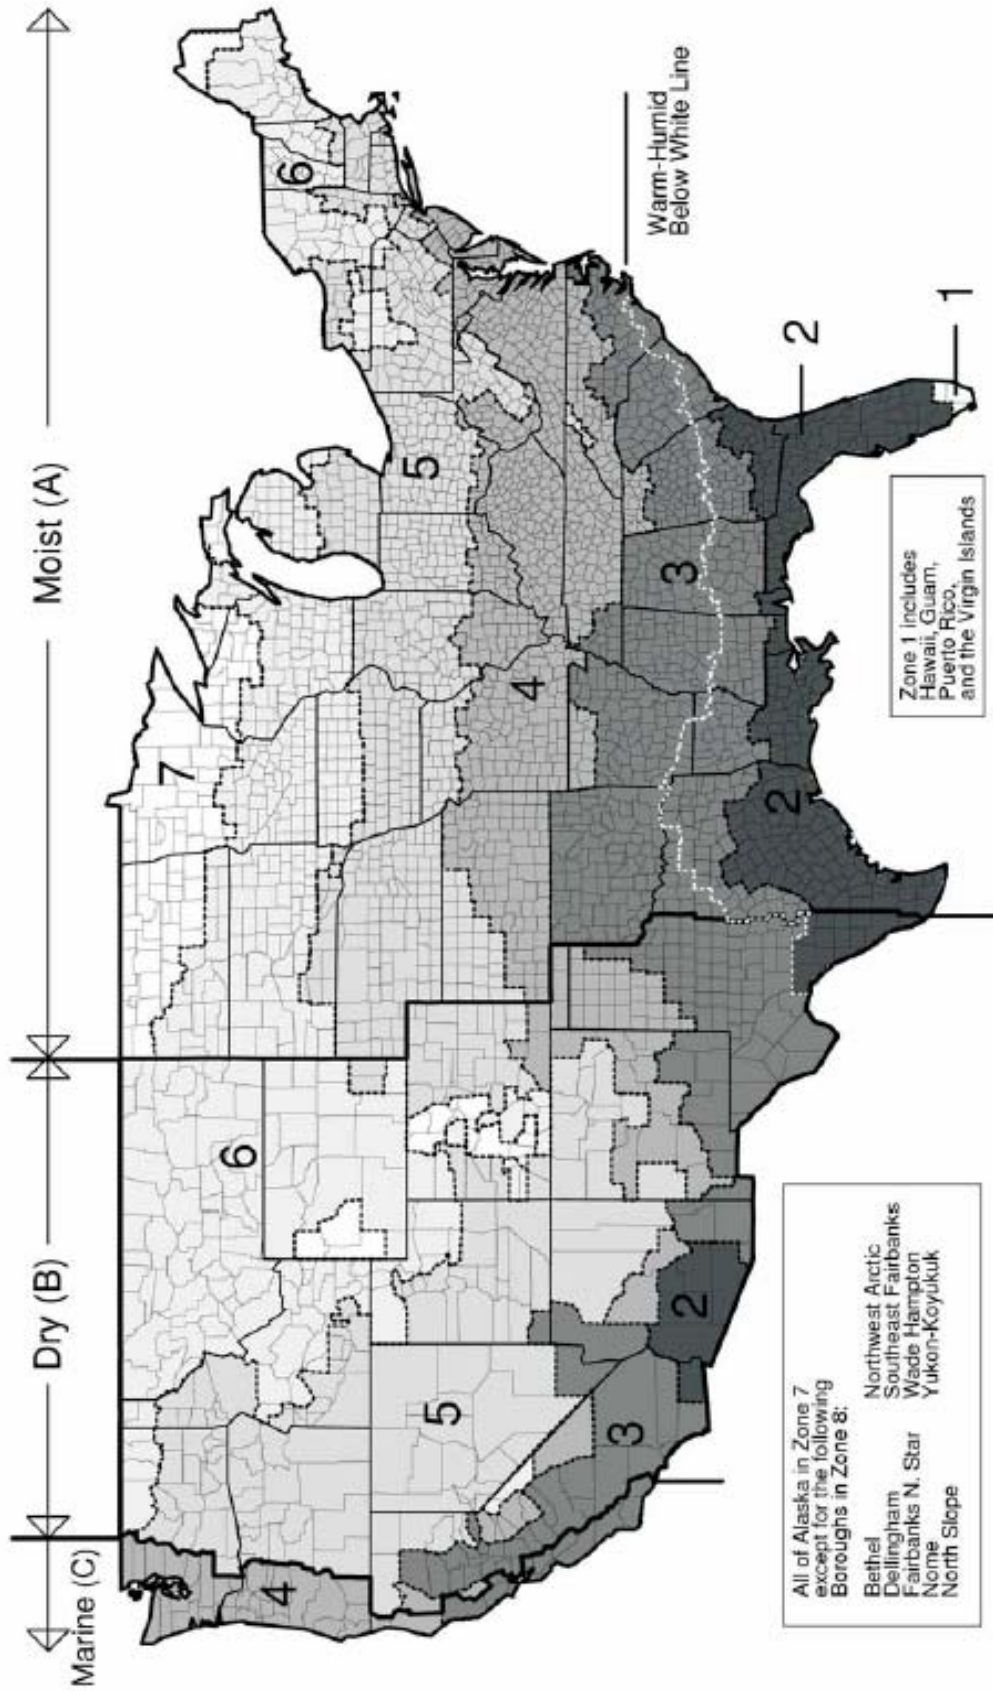 Marine (C)
Dry (B)
Moist (A)
7
6
6
5
5
4
4
3
3
2
2
2
1
Warm-Humid
Below White Line
All of Alaska in Zone 7
except for the following
Boroughs in Zone 8:
Bethel
Dellingham
Fairbanks N. Star
Nome
North Slope
Northwest Arctic
Southeast Fairbanks
Wade Hampton
Yukon-Koyukuk
Zone 1 includes
Hawaii, Guam,
Puerto Rico,
and the Virgin Islands